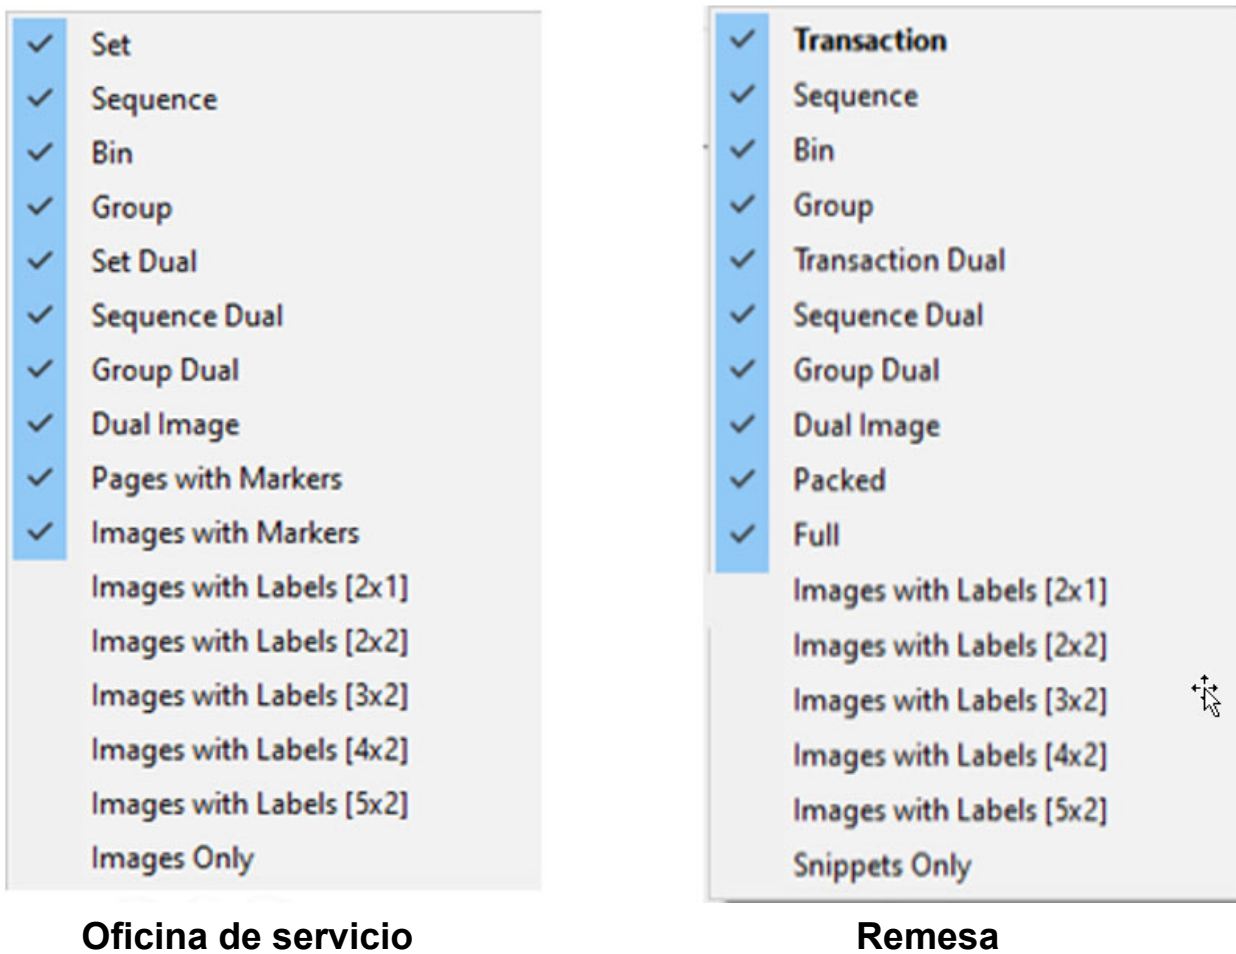 Set
Sequence
Bin
Group
Set Dual
Sequence Dual
Group Dual
Dual Image
Pages with Markers
Images with Markers
Images with Labels [2x1]
Images with Labels [2x2]
Images with Labels [3x2]
Images with Labels [4x2]
Images with Labels [5x2]
Images Only
Oficina de servicio
Transaction
Sequence
Bin
Group
Transaction Dual
Sequence Dual
Group Dual
Dual Image
Packed
Full
Images with Labels [2x1]
Images with Labels [2x2]
Images with Labels [3x2]
Images with Labels [4x2]
Images with Labels [5x2]
Snippets Only
Remesa